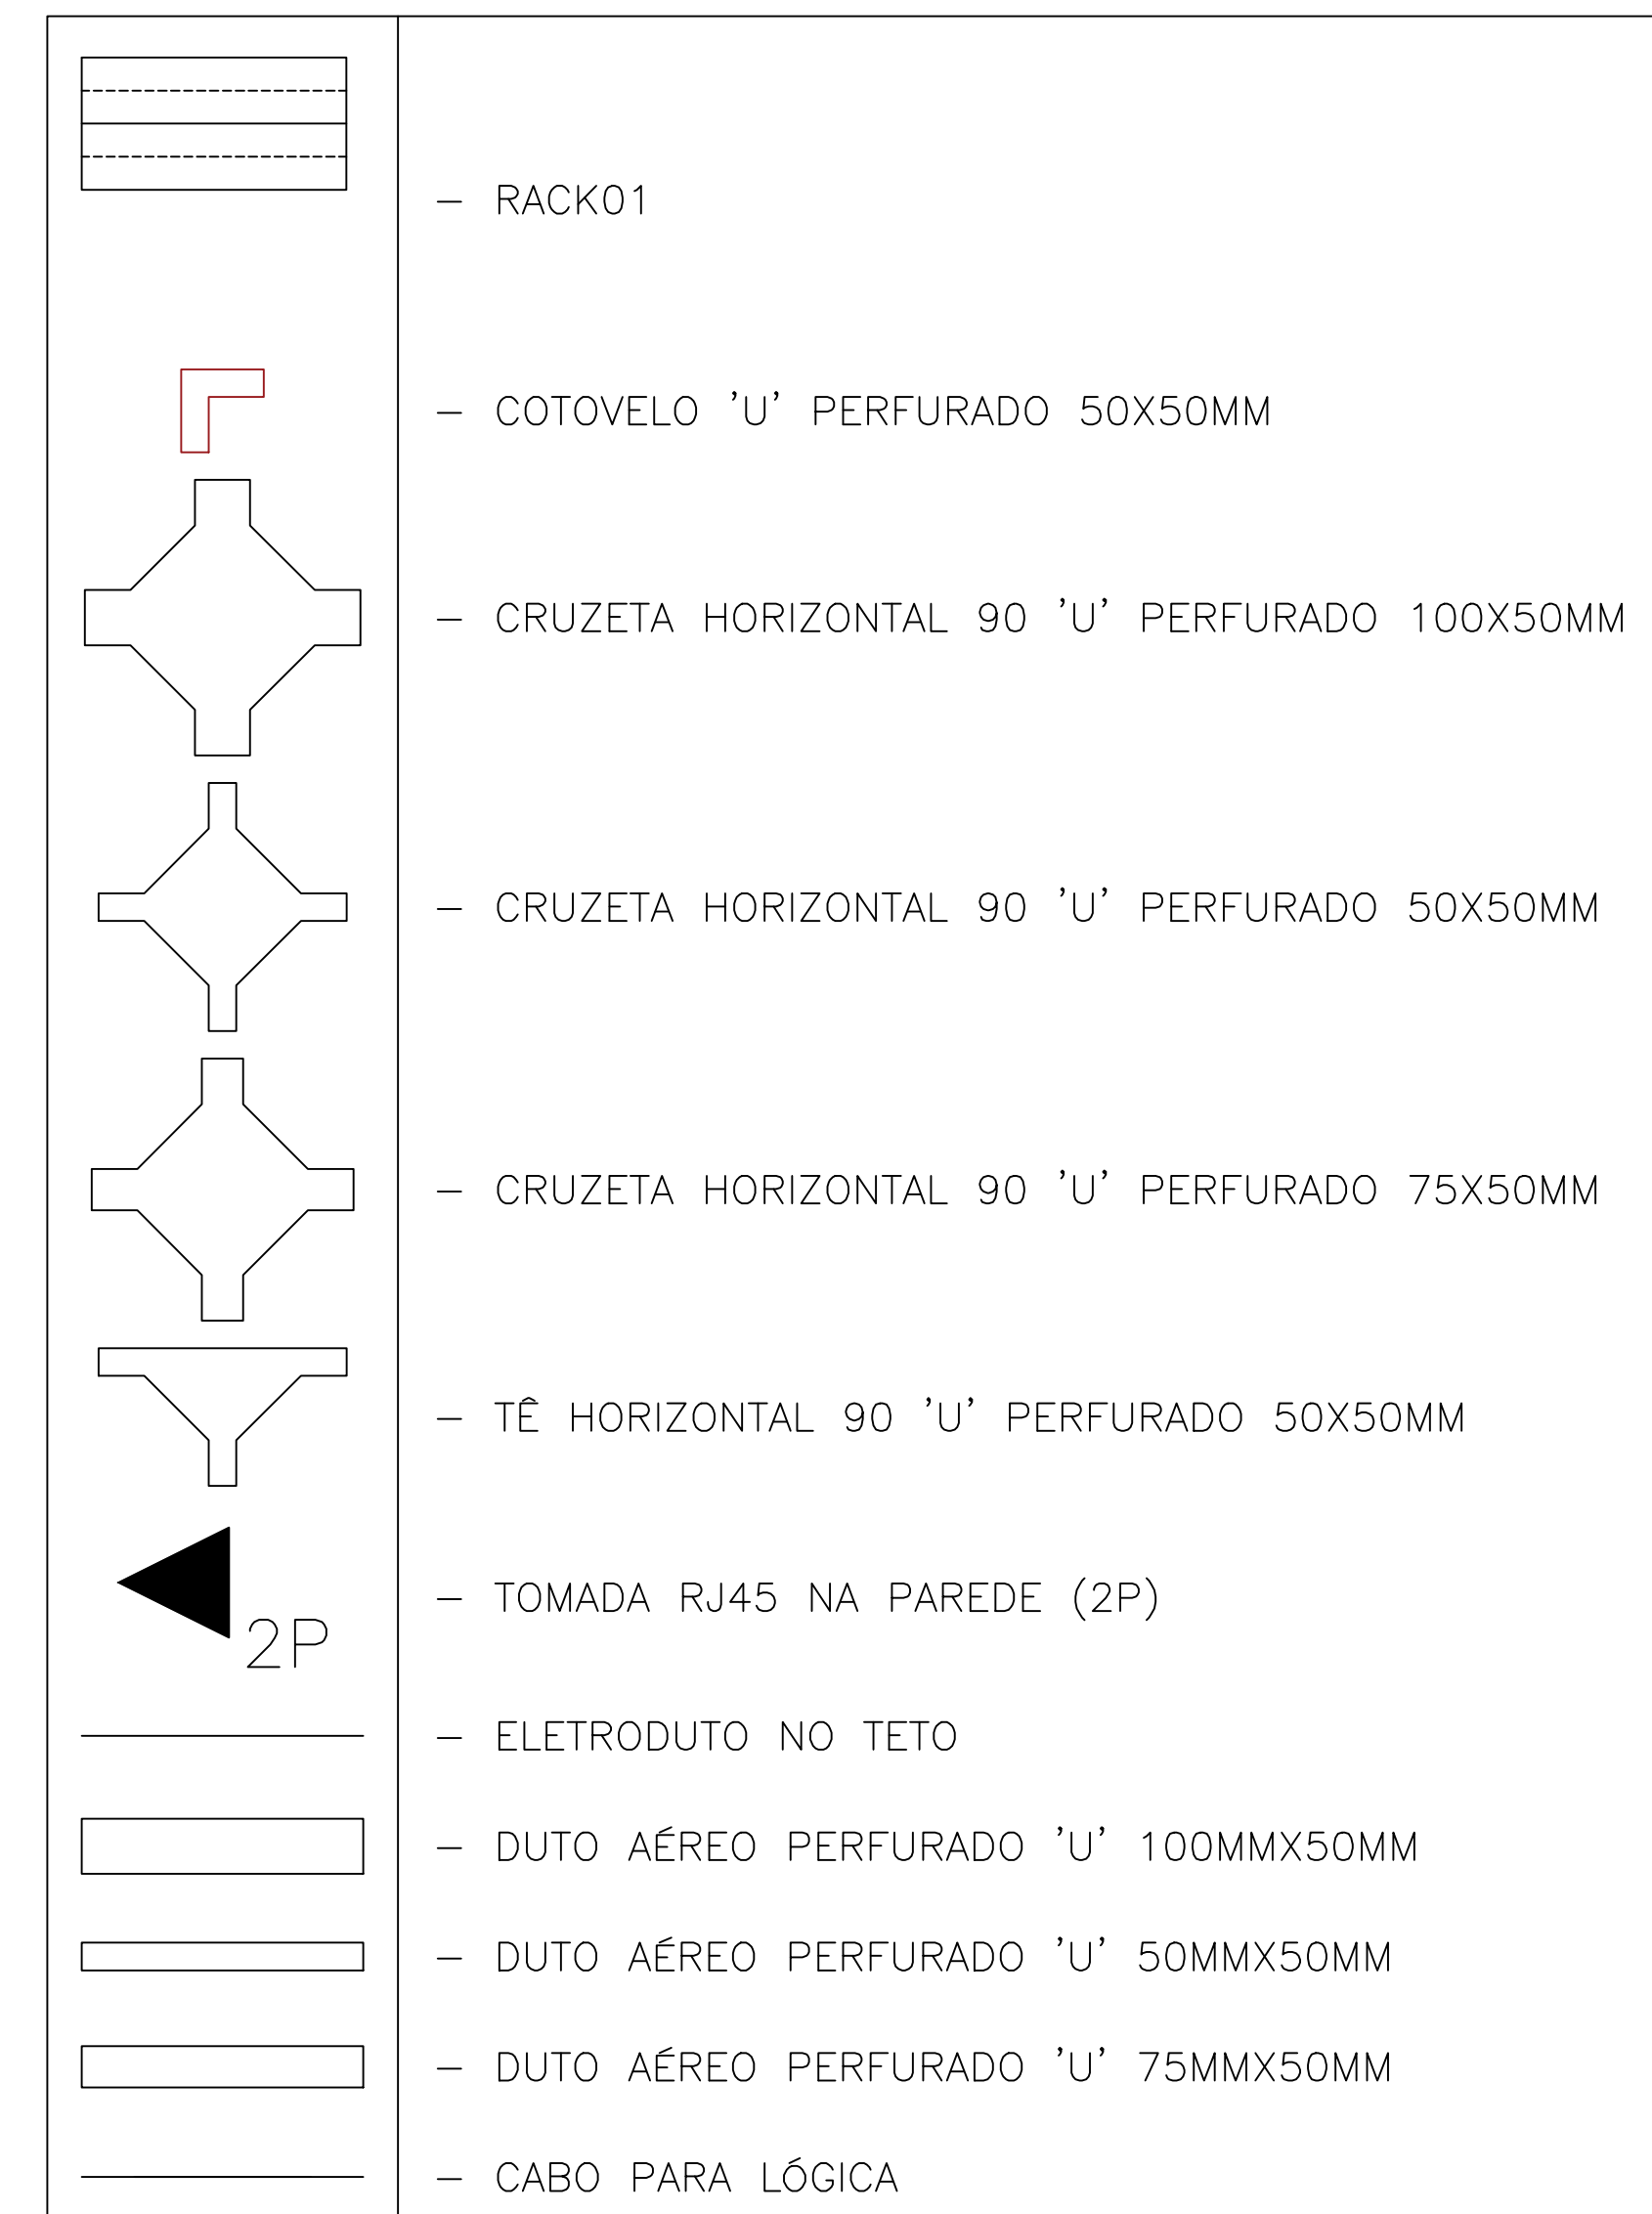 - RACK01
- COTOVELO 'U' PERFURADO 50X50MM
- CRUZETA HORIZONTAL 90 'U' PERFURADO 100X50MM
- CRUZETA HORIZONTAL 90 'U' PERFURADO 50X50MM
- CRUZETA HORIZONTAL 90 'U' PERFURADO 75X50MM
- TÊ HORIZONTAL 90 'U' PERFURADO 50X50MM
- TOMADA RJ45 NA PAREDE (2P)
2P
- ELETRODUTO NO TETO
- DUTO AÉREO PERFURADO 'U' 100MMX50MM
- DUTO AÉREO PERFURADO 'U' 50MMX50MM
- DUTO AÉREO PERFURADO 'U' 75MMX50MM
- CABO PARA LÓGICA